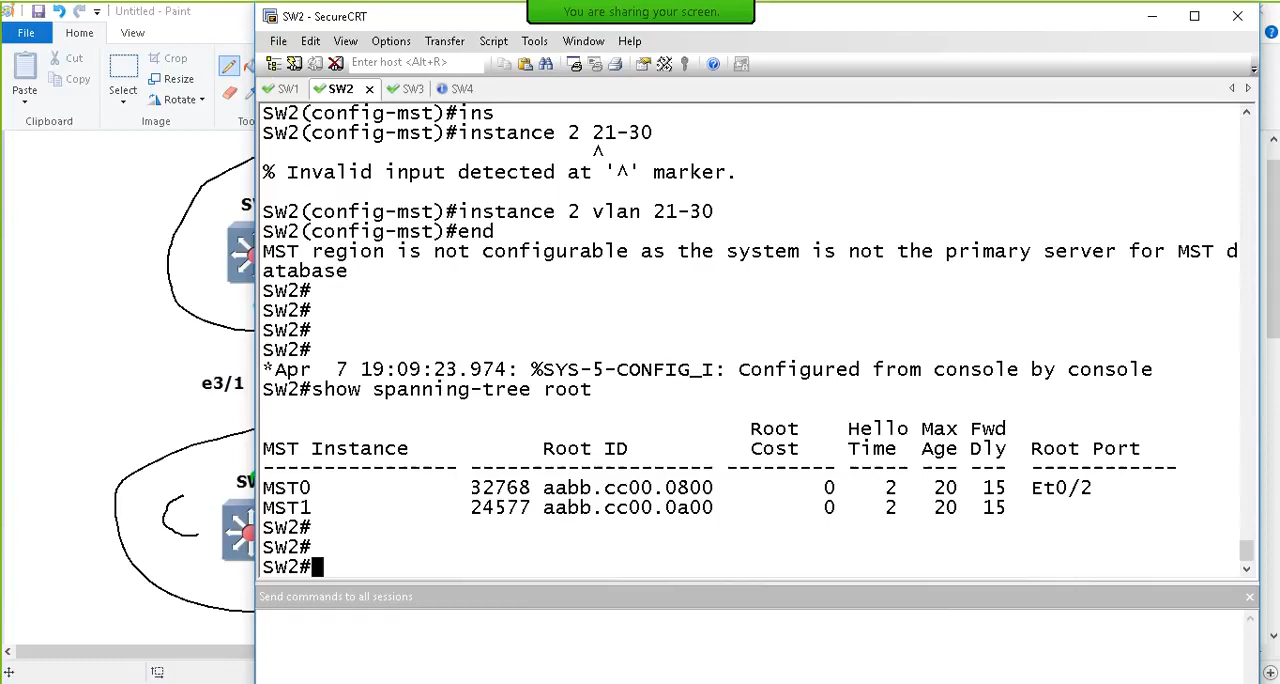 You are sharing your screen.
Untitled - Paint
SW2 - SecureCRT
File Home View
File Edit View Options Transfer Script Tools Window Help
Cut
Copy
Paste
Select
Crop
Resize
Rotate
Enter host <Alt+R>
SW1 SW2 SW3 SW4
Clipboard Image
SW2(config-mst)#ins
SW2(config-mst)#instance 2 21-30
^
% Invalid input detected at '^' marker.
SW2(config-mst)#instance 2 vlan 21-30
SW2(config-mst)#end
MST region is not configurable as the system is not the primary server for MST d
atabase
SW2#
SW2#
SW2#
SW2#
*Apr 7 19:09:23.974: %SYS-5-CONFIG_I: Configured from console by console
SW2#show spanning-tree root
Root Hello Max Fwd
MST Instance Root ID Cost Time Age Dly Root Port
---------------- -------------------- --------- ----- --- --- ------------
MST0 32768 aabb.cc00.0800 0 2 20 15 Et0/2
MST1 24577 aabb.cc00.0a00 0 2 20 15
SW2#
SW2#
SW2#
e3/1
Send commands to all sessions